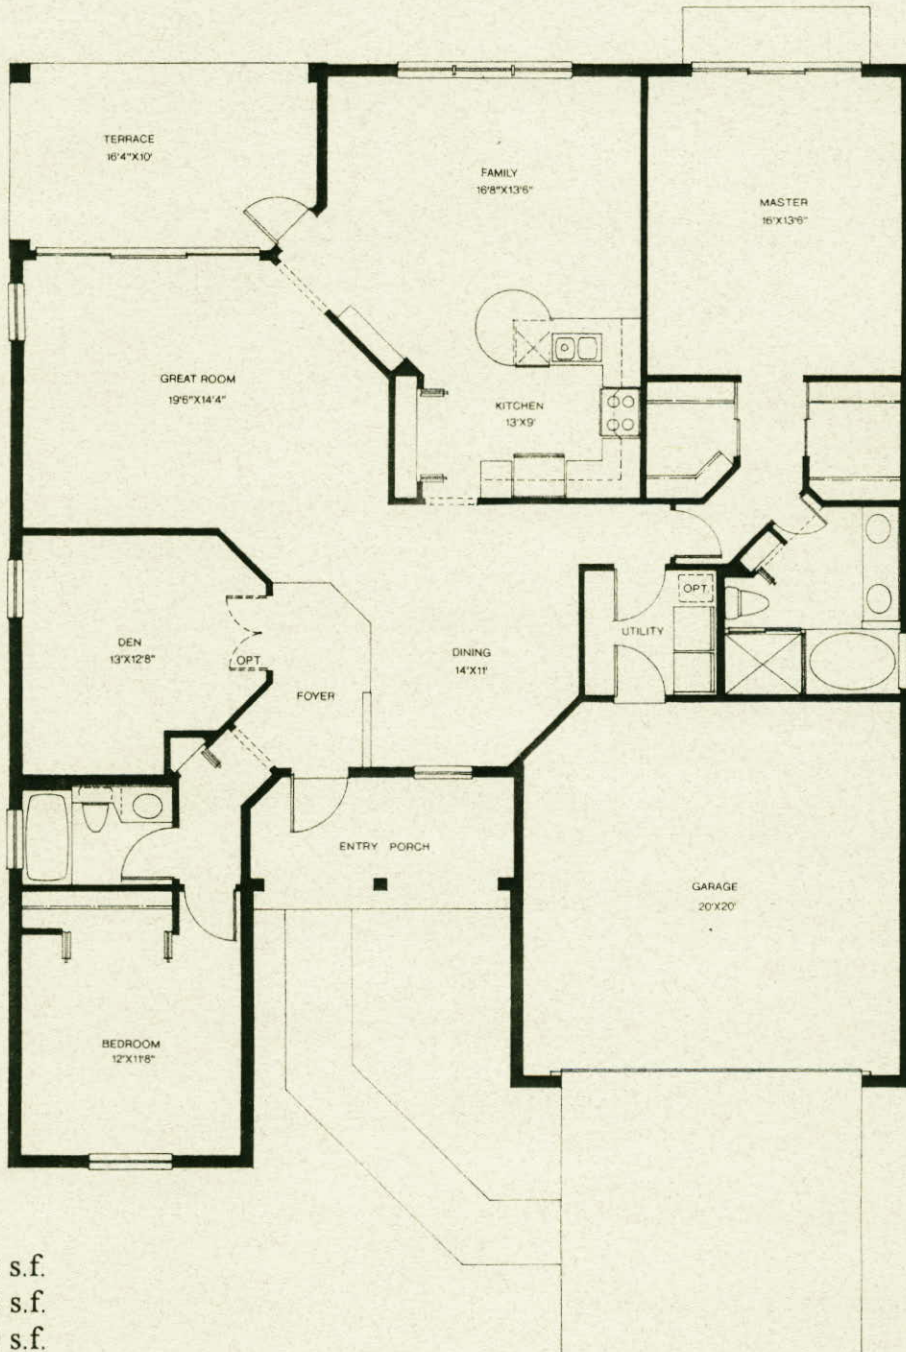 TERRACE
16'4"X10'
FAMILY
16'8"X13'6"
MASTER
16'X13'6"
GREAT ROOM
19'6"X14'4"
KITCHEN
13'X9'
DEN
13'X12'8"
OPT
FOYER
DINING
14'X11'
UTILITY
OPT.
ENTRY PORCH
GARAGE
20'X20'
BEDROOM
12'X11'8"
s.f.
s.f.
s.f.